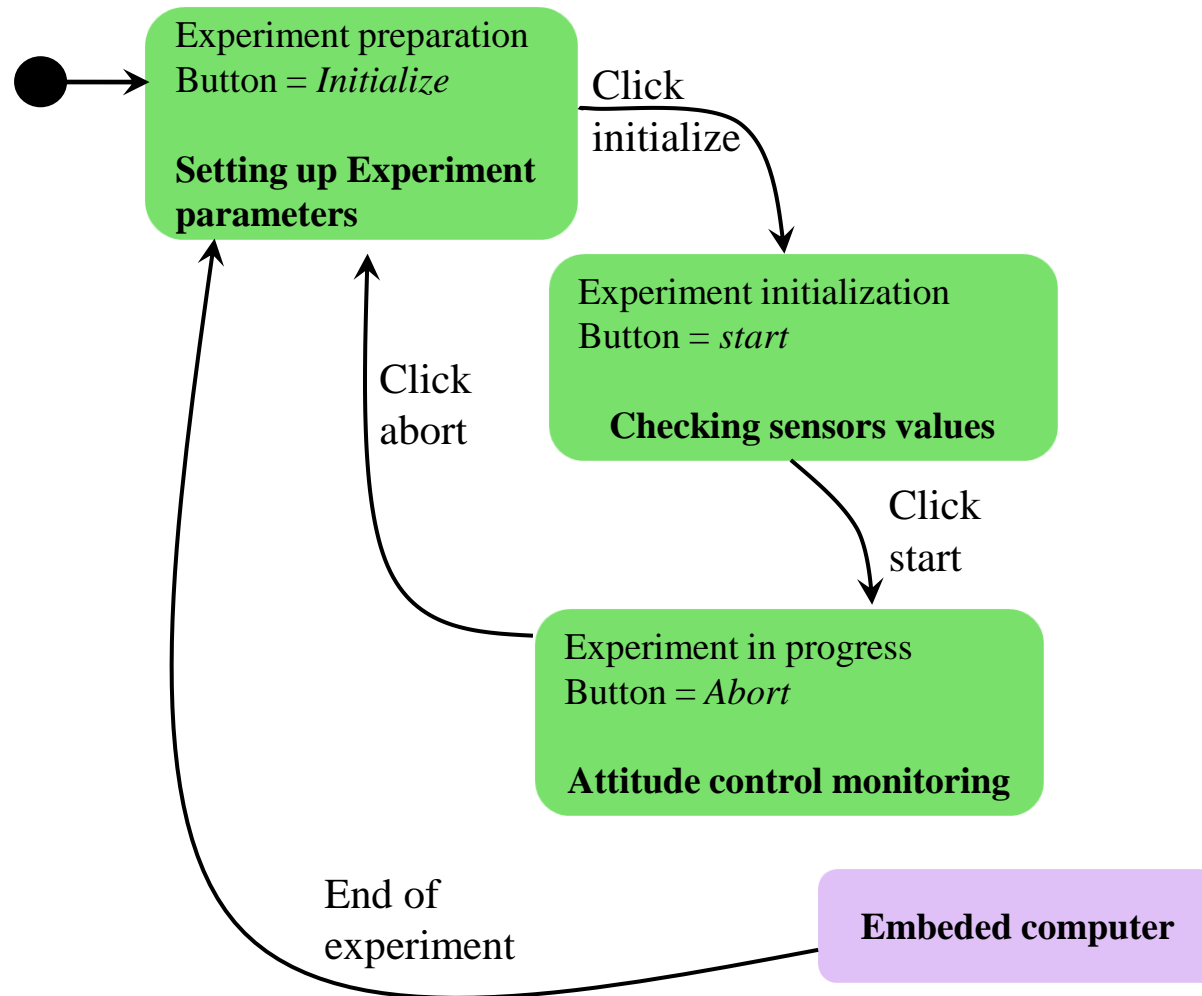 Experiment preparation
Button = Initialize
Setting up Experiment
parameters
Click
initialize
Experiment initialization
Button = start
Checking sensors values
Click
abort
Click
start
Experiment in progress
Button = Abort
Attitude control monitoring
End of
experiment
Embeded computer